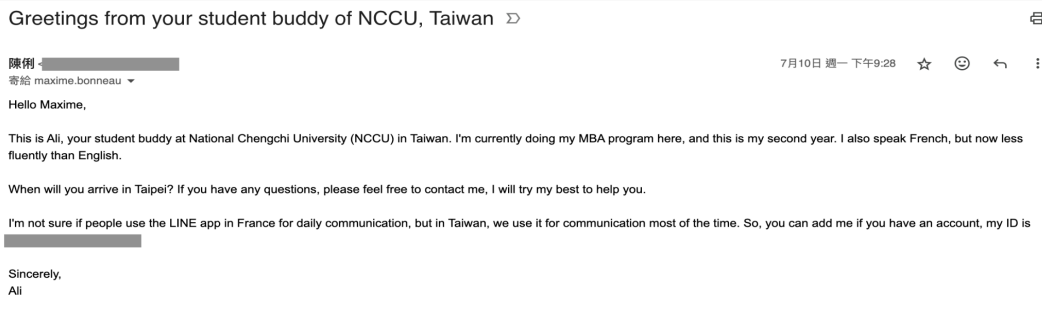 Greetings from your student buddy of NCCU, Taiwan
陳俐 <
7月10日 週一 下午9:28
寄給 maxime.bonneau
Hello Maxime,
This is Ali, your student buddy at National Chengchi University (NCCU) in Taiwan. I'm currently doing my MBA program here, and this is my second year. I also speak French, but now less
fluently than English.
When will you arrive in Taipei? If you have any questions, please feel free to contact me, I will try my best to help you.
I'm not sure if people use the LINE app in France for daily communication, but in Taiwan, we use it for communication most of the time. So, you can add me if you have an account, my ID is
Sincerely,
Ali